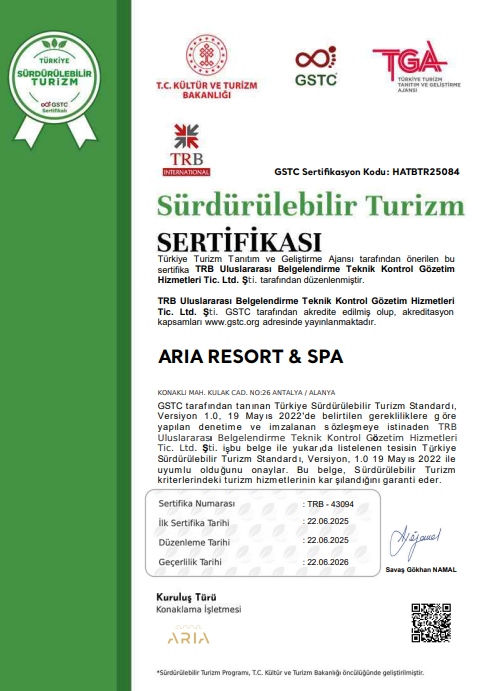 TÜRKİYE
SÜRDÜRÜLEBİLİR
TURİZM
GSTC
Sertifikalı
T.C. KÜLTÜR VE TURİZM
BAKANLIĞI
GSTC
TGA
TÜRKİYE TURİZM
TANITIM VE GELİŞTİRME
AJANSI
TRB
INTERNATIONAL
GSTC Sertifikasyon Kodu: HATBTR25084
Sürdürülebilir Turizm
SERTİFİKASI
Türkiye Turizm Tanıtım ve Geliştirme Ajansı tarafından önerilen bu
sertifika TRB Uluslararası Belgelendirme Teknik Kontrol Gözetim
Hizmetleri Tic. Ltd. Şti. tarafından düzenlenmiştir.
TRB Uluslararası Belgelendirme Teknik Kontrol Gözetim Hizmetleri
Tic. Ltd. Şti. GSTC tarafından akredite edilmiş olup, akreditasyon
kapsamları www.gstc.org adresinde yayınlanmaktadır.
ARIA RESORT & SPA
KONAKLI MAH. KULAK CAD. NO:26 ANTALYA / ALANYA
GSTC tarafından tanınan Türkiye Sürdürülebilir Turizm Standardı,
Versiyon 1.0, 19 Mayıs 2022'de belirtilen gerekliliklere göre
yapılan denetime ve imzalanan sözleşmeye istinaden TRB
Uluslararası Belgelendirme Teknik Kontrol Gözetim Hizmetleri
Tic. Ltd. Şti. işbu belge ile yukarıda listelenen tesisin Türkiye
Sürdürülebilir Turizm Standardı, Versiyon, 1.0 19 Mayıs 2022 ile
uyumlu olduğunu onaylar. Bu belge, Sürdürülebilir Turizm
kriterlerindeki turizm hizmetlerinin karşılandığını garanti eder.
Sertifika Numarası : TRB - 43094
İlk Sertifika Tarihi : 22.06.2025
Düzenleme Tarihi : 22.06.2025
Geçerlilik Tarihi : 22.06.2026
Savaş Gökhan NAMAL
Kuruluş Türü
Konaklama İşletmesi
ARIA
*Sürdürülebilir Turizm Programı, T.C. Kültür ve Turizm Bakanlığı öncülüğünde geliştirilmiştir.